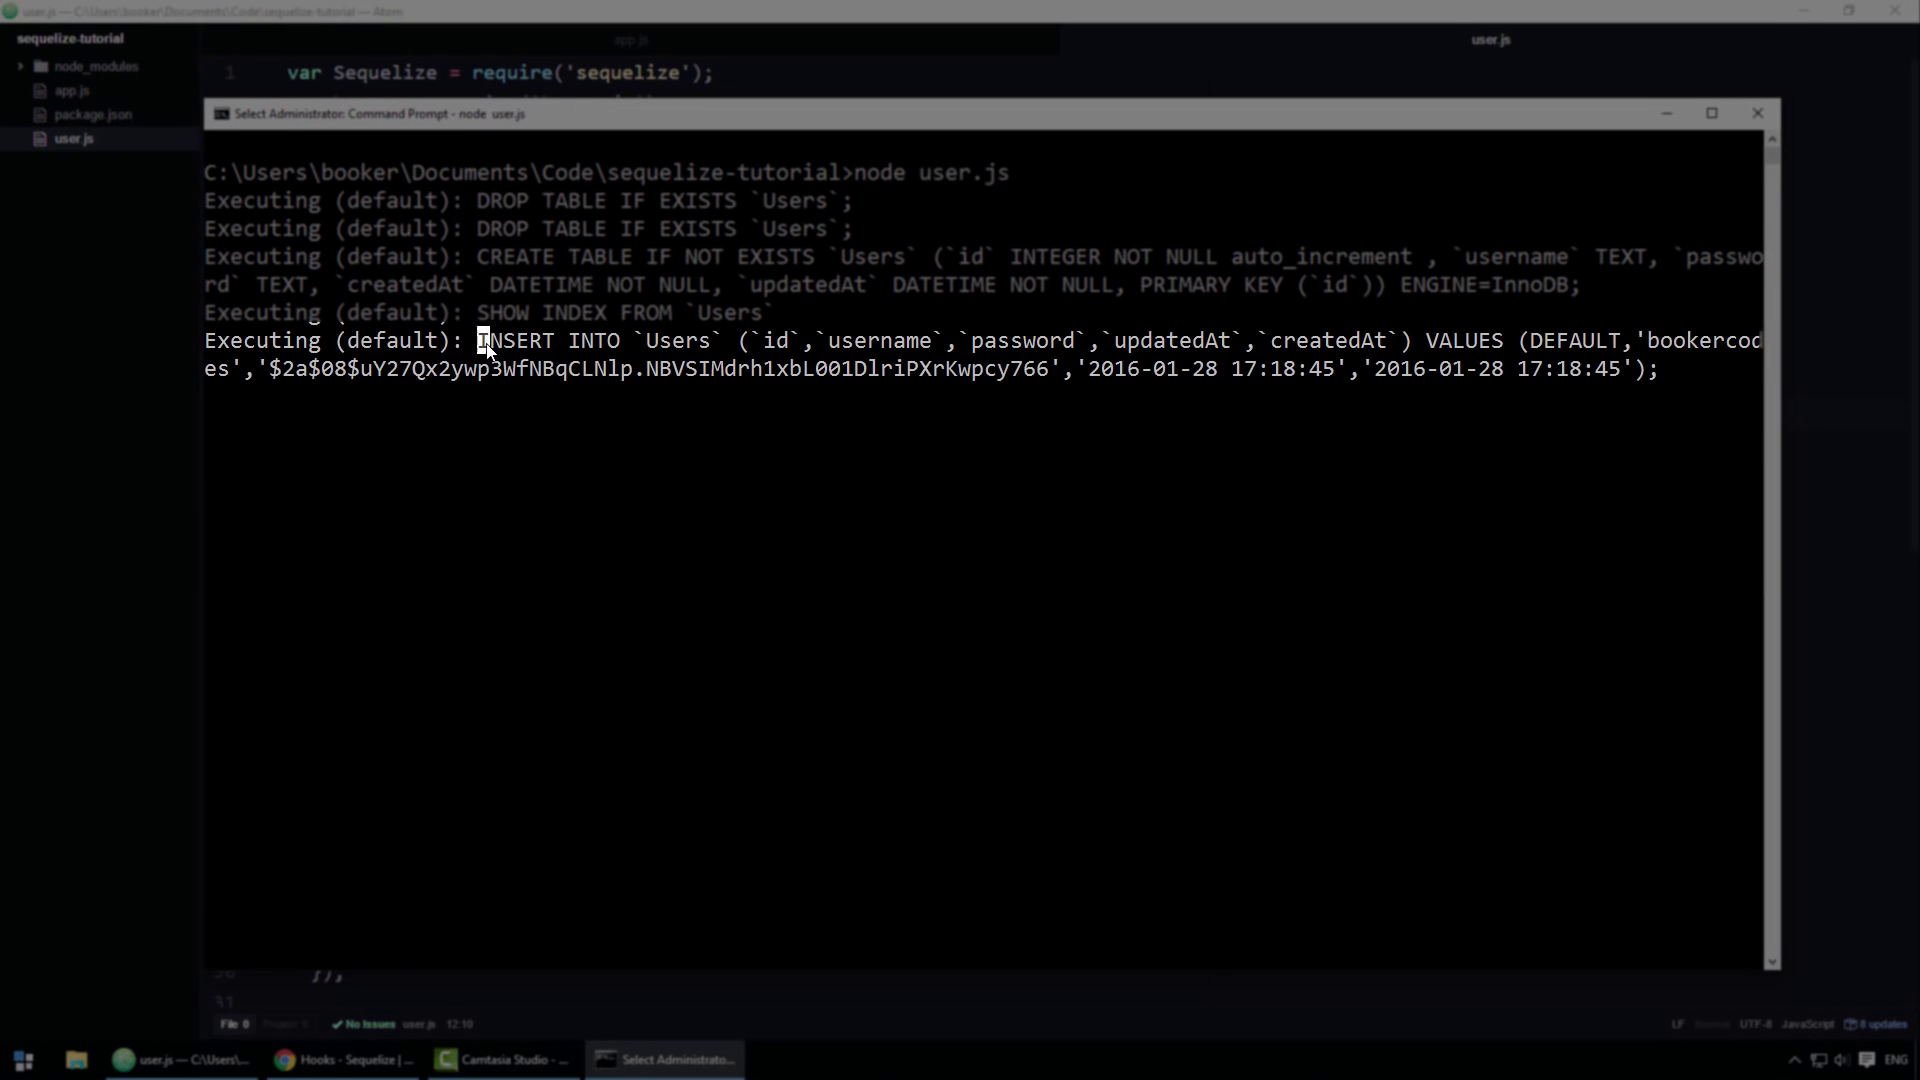 user.js — C:\Users\booker\Documents\Code\sequelize-tutorial — Atom
sequelize-tutorial
node_modules
app.js
package.json
user.js
app.js
user.js
1 var Sequelize = require('sequelize');
Select Administrator: Command Prompt - node user.js
C:\Users\booker\Documents\Code\sequelize-tutorial>node user.js
Executing (default): DROP TABLE IF EXISTS `Users`;
Executing (default): DROP TABLE IF EXISTS `Users`;
Executing (default): CREATE TABLE IF NOT EXISTS `Users` (`id` INTEGER NOT NULL auto_increment , `username` TEXT, `passwo
rd` TEXT, `createdAt` DATETIME NOT NULL, `updatedAt` DATETIME NOT NULL, PRIMARY KEY (`id`)) ENGINE=InnoDB;
Executing (default): SHOW INDEX FROM `Users`
Executing (default): INSERT INTO `Users` (`id`,`username`,`password`,`updatedAt`,`createdAt`) VALUES (DEFAULT,'bookercod
es','$2a$08$uY27Qx2ywp3WfNBqCLNlp.NBVSIMdrh1xbL001DlriPXrKwpcy766','2016-01-28 17:18:45','2016-01-28 17:18:45');
30 });
31
File 0 Project 0 No Issues user.js 12:10
LF UTF-8 JavaScript 8 updates
user.js — C:\Users\...
Hooks - Sequelize | ...
Camtasia Studio - ...
Select Administrato...
ENG